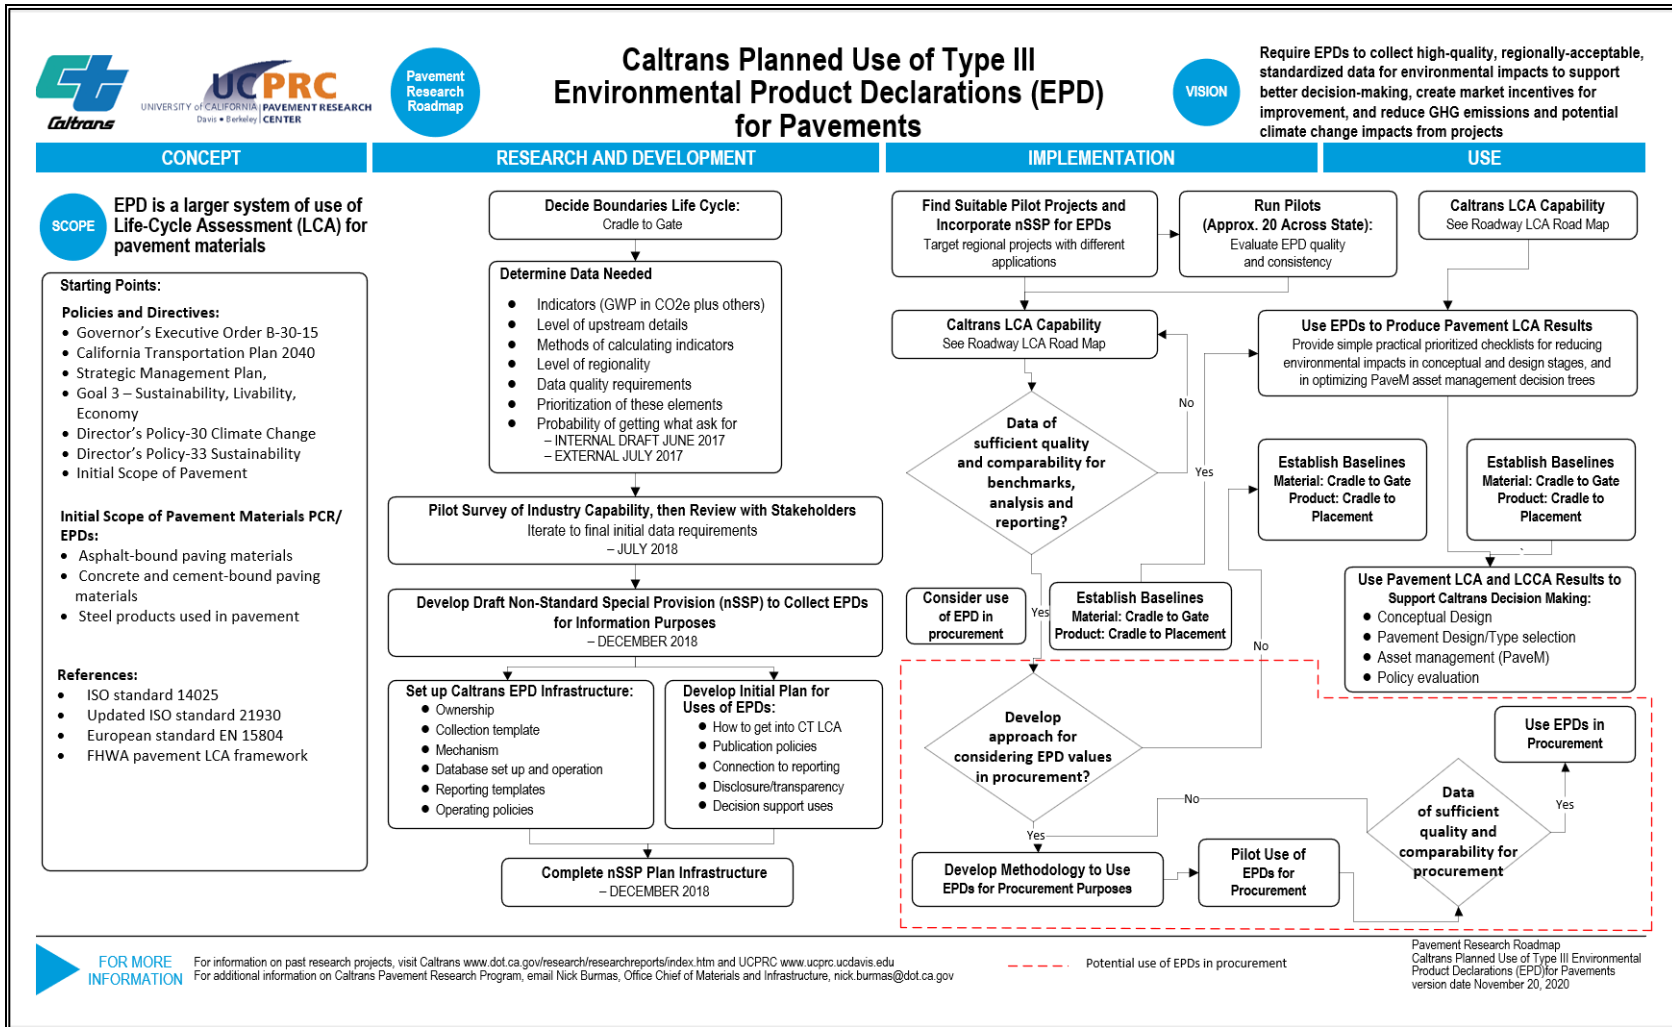 Caltrans
UCPRC
UNIVERSITY of CALIFORNIA | PAVEMENT RESEARCH
Davis • Berkeley | CENTER
Pavement
Research
Roadmap
Caltrans Planned Use of Type III
Environmental Product Declarations (EPD)
for Pavements
VISION
Require EPDs to collect high-quality, regionally-acceptable,
standardized data for environmental impacts to support
better decision-making, create market incentives for
improvement, and reduce GHG emissions and potential
climate change impacts from projects
CONCEPT
RESEARCH AND DEVELOPMENT
IMPLEMENTATION
USE
SCOPE
EPD is a larger system of use of
Life-Cycle Assessment (LCA) for
pavement materials
Starting Points:
Policies and Directives:
• Governor's Executive Order B-30-15
• California Transportation Plan 2040
• Strategic Management Plan,
• Goal 3 – Sustainability, Livability,
Economy
• Director's Policy-30 Climate Change
• Director's Policy-33 Sustainability
• Initial Scope of Pavement
Initial Scope of Pavement Materials PCR/
EPDs:
• Asphalt-bound paving materials
• Concrete and cement-bound paving
materials
• Steel products used in pavement
References:
• ISO standard 14025
• Updated ISO standard 21930
• European standard EN 15804
• FHWA pavement LCA framework
Decide Boundaries Life Cycle:
Cradle to Gate
Determine Data Needed
● Indicators (GWP in CO2e plus others)
● Level of upstream details
● Methods of calculating indicators
● Level of regionality
● Data quality requirements
● Prioritization of these elements
● Probability of getting what ask for
– INTERNAL DRAFT JUNE 2017
– EXTERNAL JULY 2017
Pilot Survey of Industry Capability, then Review with Stakeholders
Iterate to final initial data requirements
– JULY 2018
Develop Draft Non-Standard Special Provision (nSSP) to Collect EPDs
for Information Purposes
– DECEMBER 2018
Set up Caltrans EPD Infrastructure:
● Ownership
● Collection template
● Mechanism
● Database set up and operation
● Reporting templates
● Operating policies
Develop Initial Plan for
Uses of EPDs:
● How to get into CT LCA
● Publication policies
● Connection to reporting
● Disclosure/transparency
● Decision support uses
Complete nSSP Plan Infrastructure
– DECEMBER 2018
Find Suitable Pilot Projects and
Incorporate nSSP for EPDs
Target regional projects with different
applications
Run Pilots
(Approx. 20 Across State):
Evaluate EPD quality
and consistency
Caltrans LCA Capability
See Roadway LCA Road Map
No
Data of
sufficient quality
and comparability for
benchmarks,
analysis and
reporting?
Yes
Consider use
of EPD in
procurement
Yes
Establish Baselines
Material: Cradle to Gate
Product: Cradle to Placement
No
Develop
approach for
considering EPD values
in procurement?
Yes
No
Develop Methodology to Use
EPDs for Procurement Purposes
Pilot Use of
EPDs for
Procurement
Caltrans LCA Capability
See Roadway LCA Road Map
Use EPDs to Produce Pavement LCA Results
Provide simple practical prioritized checklists for reducing
environmental impacts in conceptual and design stages, and
in optimizing PaveM asset management decision trees
Establish Baselines
Material: Cradle to Gate
Product: Cradle to
Placement
Establish Baselines
Material: Cradle to Gate
Product: Cradle to
Placement
Use Pavement LCA and LCCA Results to
Support Caltrans Decision Making:
● Conceptual Design
● Pavement Design/Type selection
● Asset management (PaveM)
● Policy evaluation
Use EPDs in
Procurement
Data
of sufficient
quality and
comparability for
procurement
Yes
FOR MORE
INFORMATION
For information on past research projects, visit Caltrans www.dot.ca.gov/research/researchreports/index.htm and UCPRC www.ucprc.ucdavis.edu
For additional information on Caltrans Pavement Research Program, email Nick Burmas, Office Chief of Materials and Infrastructure, nick.burmas@dot.ca.gov
Potential use of EPDs in procurement
Pavement Research Roadmap
Caltrans Planned Use of Type III Environmental
Product Declarations (EPD)for Pavements
version date November 20, 2020